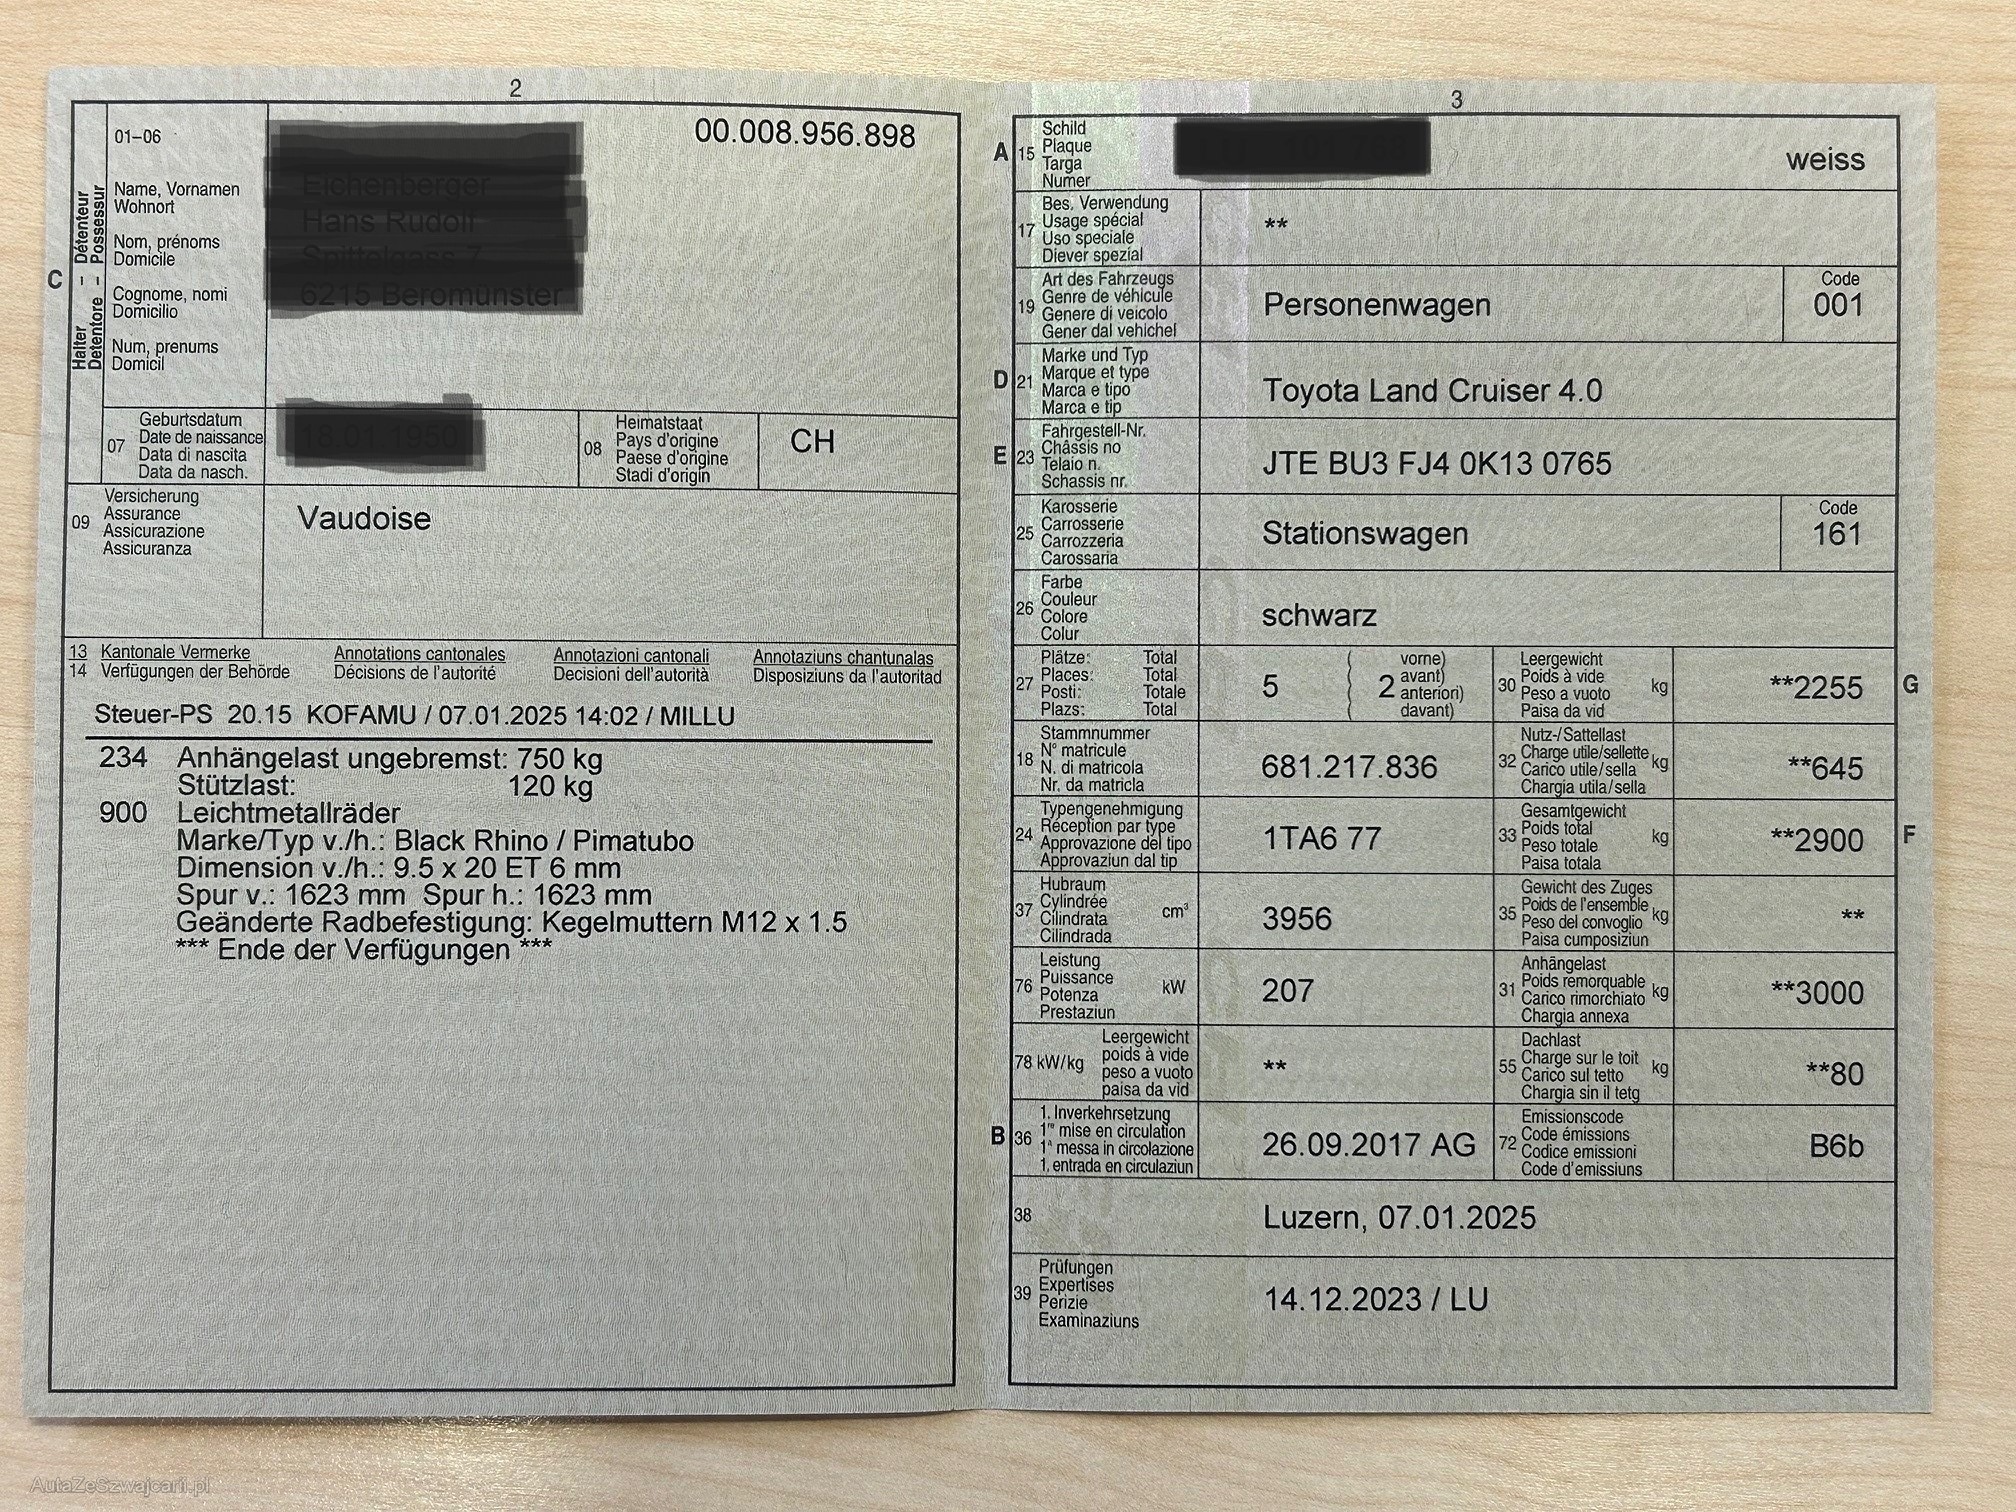 2
01-06
00.008.956.898
C
Halter – Détenteur
Detentore – Possessur
Name, Vornamen
Wohnort
Nom, prénoms
Domicile
Cognome, nomi
Domicilio
Num, prenums
Domicil
07
Geburtsdatum
Date de naissance
Data di nascita
Data da nasch.
08
Heimatstaat
Pays d'origine
Paese d'origine
Stadi d'origin
CH
09
Versicherung
Assurance
Assicurazione
Assicuranza
Vaudoise
13 Kantonale Vermerke Annotations cantonales Annotazioni cantonali Annotaziuns chantunalas
14 Verfügungen der Behörde Décisions de l'autorité Decisioni dell'autorità Disposiziuns da l'autoritad
Steuer-PS 20.15 KOFAMU / 07.01.2025 14:02 / MILLU
234 Anhängelast ungebremst: 750 kg
Stützlast: 120 kg
900 Leichtmetallräder
Marke/Typ v./h.: Black Rhino / Pimatubo
Dimension v./h.: 9.5 x 20 ET 6 mm
Spur v.: 1623 mm Spur h.: 1623 mm
Geänderte Radbefestigung: Kegelmuttern M12 x 1.5
*** Ende der Verfügungen ***
3
A 15
Schild
Plaque
Targa
Numer
weiss
17
Bes. Verwendung
Usage spécial
Uso speciale
Diever spezial
**
19
Art des Fahrzeugs
Genre de véhicule
Genere di veicolo
Gener dal vehichel
Personenwagen
Code
001
D 21
Marke und Typ
Marque et type
Marca e tipo
Marca e tip
Toyota Land Cruiser 4.0
E 23
Fahrgestell-Nr.
Châssis no
Telaio n.
Schassis nr.
JTE BU3 FJ4 0K13 0765
25
Karosserie
Carrosserie
Carrozzeria
Carossaria
Stationswagen
Code
161
26
Farbe
Couleur
Colore
Colur
schwarz
27
Plätze: Total
Places: Total
Posti: Totale
Plazs: Total
5
( vorne)
( 2 avant)
( anteriori)
( davant)
30
Leergewicht
Poids à vide
Peso a vuoto
Paisa da vid
kg
**2255
G
18
Stammnummer
N° matricule
N. di matricola
Nr. da matricla
681.217.836
32
Nutz-/Sattellast
Charge utile/sellette
Carico utile/sella
Chargia utila/sella
kg
**645
24
Typengenehmigung
Réception par type
Approvazione del tipo
Approvaziun dal tip
1TA6 77
33
Gesamtgewicht
Poids total
Peso totale
Paisa totala
kg
**2900
F
37
Hubraum
Cylindrée
Cilindrata
Cilindrada
cm³
3956
35
Gewicht des Zuges
Poids de l'ensemble
Peso del convoglio
Paisa cumposiziun
kg
**
76
Leistung
Puissance
Potenza
Prestaziun
kW
207
31
Anhängelast
Poids remorquable
Carico rimorchiato
Chargia annexa
kg
**3000
78 kW/kg
Leergewicht
poids à vide
peso a vuoto
paisa da vid
**
55
Dachlast
Charge sur le toit
Carico sul tetto
Chargia sin il tetg
kg
**80
B 36
1. Inverkehrsetzung
1re mise en circulation
1a messa in circolazione
1. entrada en circulaziun
26.09.2017 AG
72
Emissionscode
Code émissions
Codice emissioni
Code d'emissiuns
B6b
38
Luzern, 07.01.2025
39
Prüfungen
Expertises
Perizie
Examinaziuns
14.12.2023 / LU
AutaZeSzwajcarii.pl